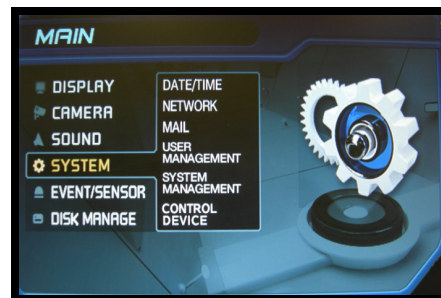 MAIN
DISPLAY
CAMERA
SOUND
SYSTEM
EVENT/SENSOR
DISK MANAGE
DATE/TIME
NETWORK
MAIL
USER
MANAGEMENT
SYSTEM
MANAGEMENT
CONTROL
DEVICE